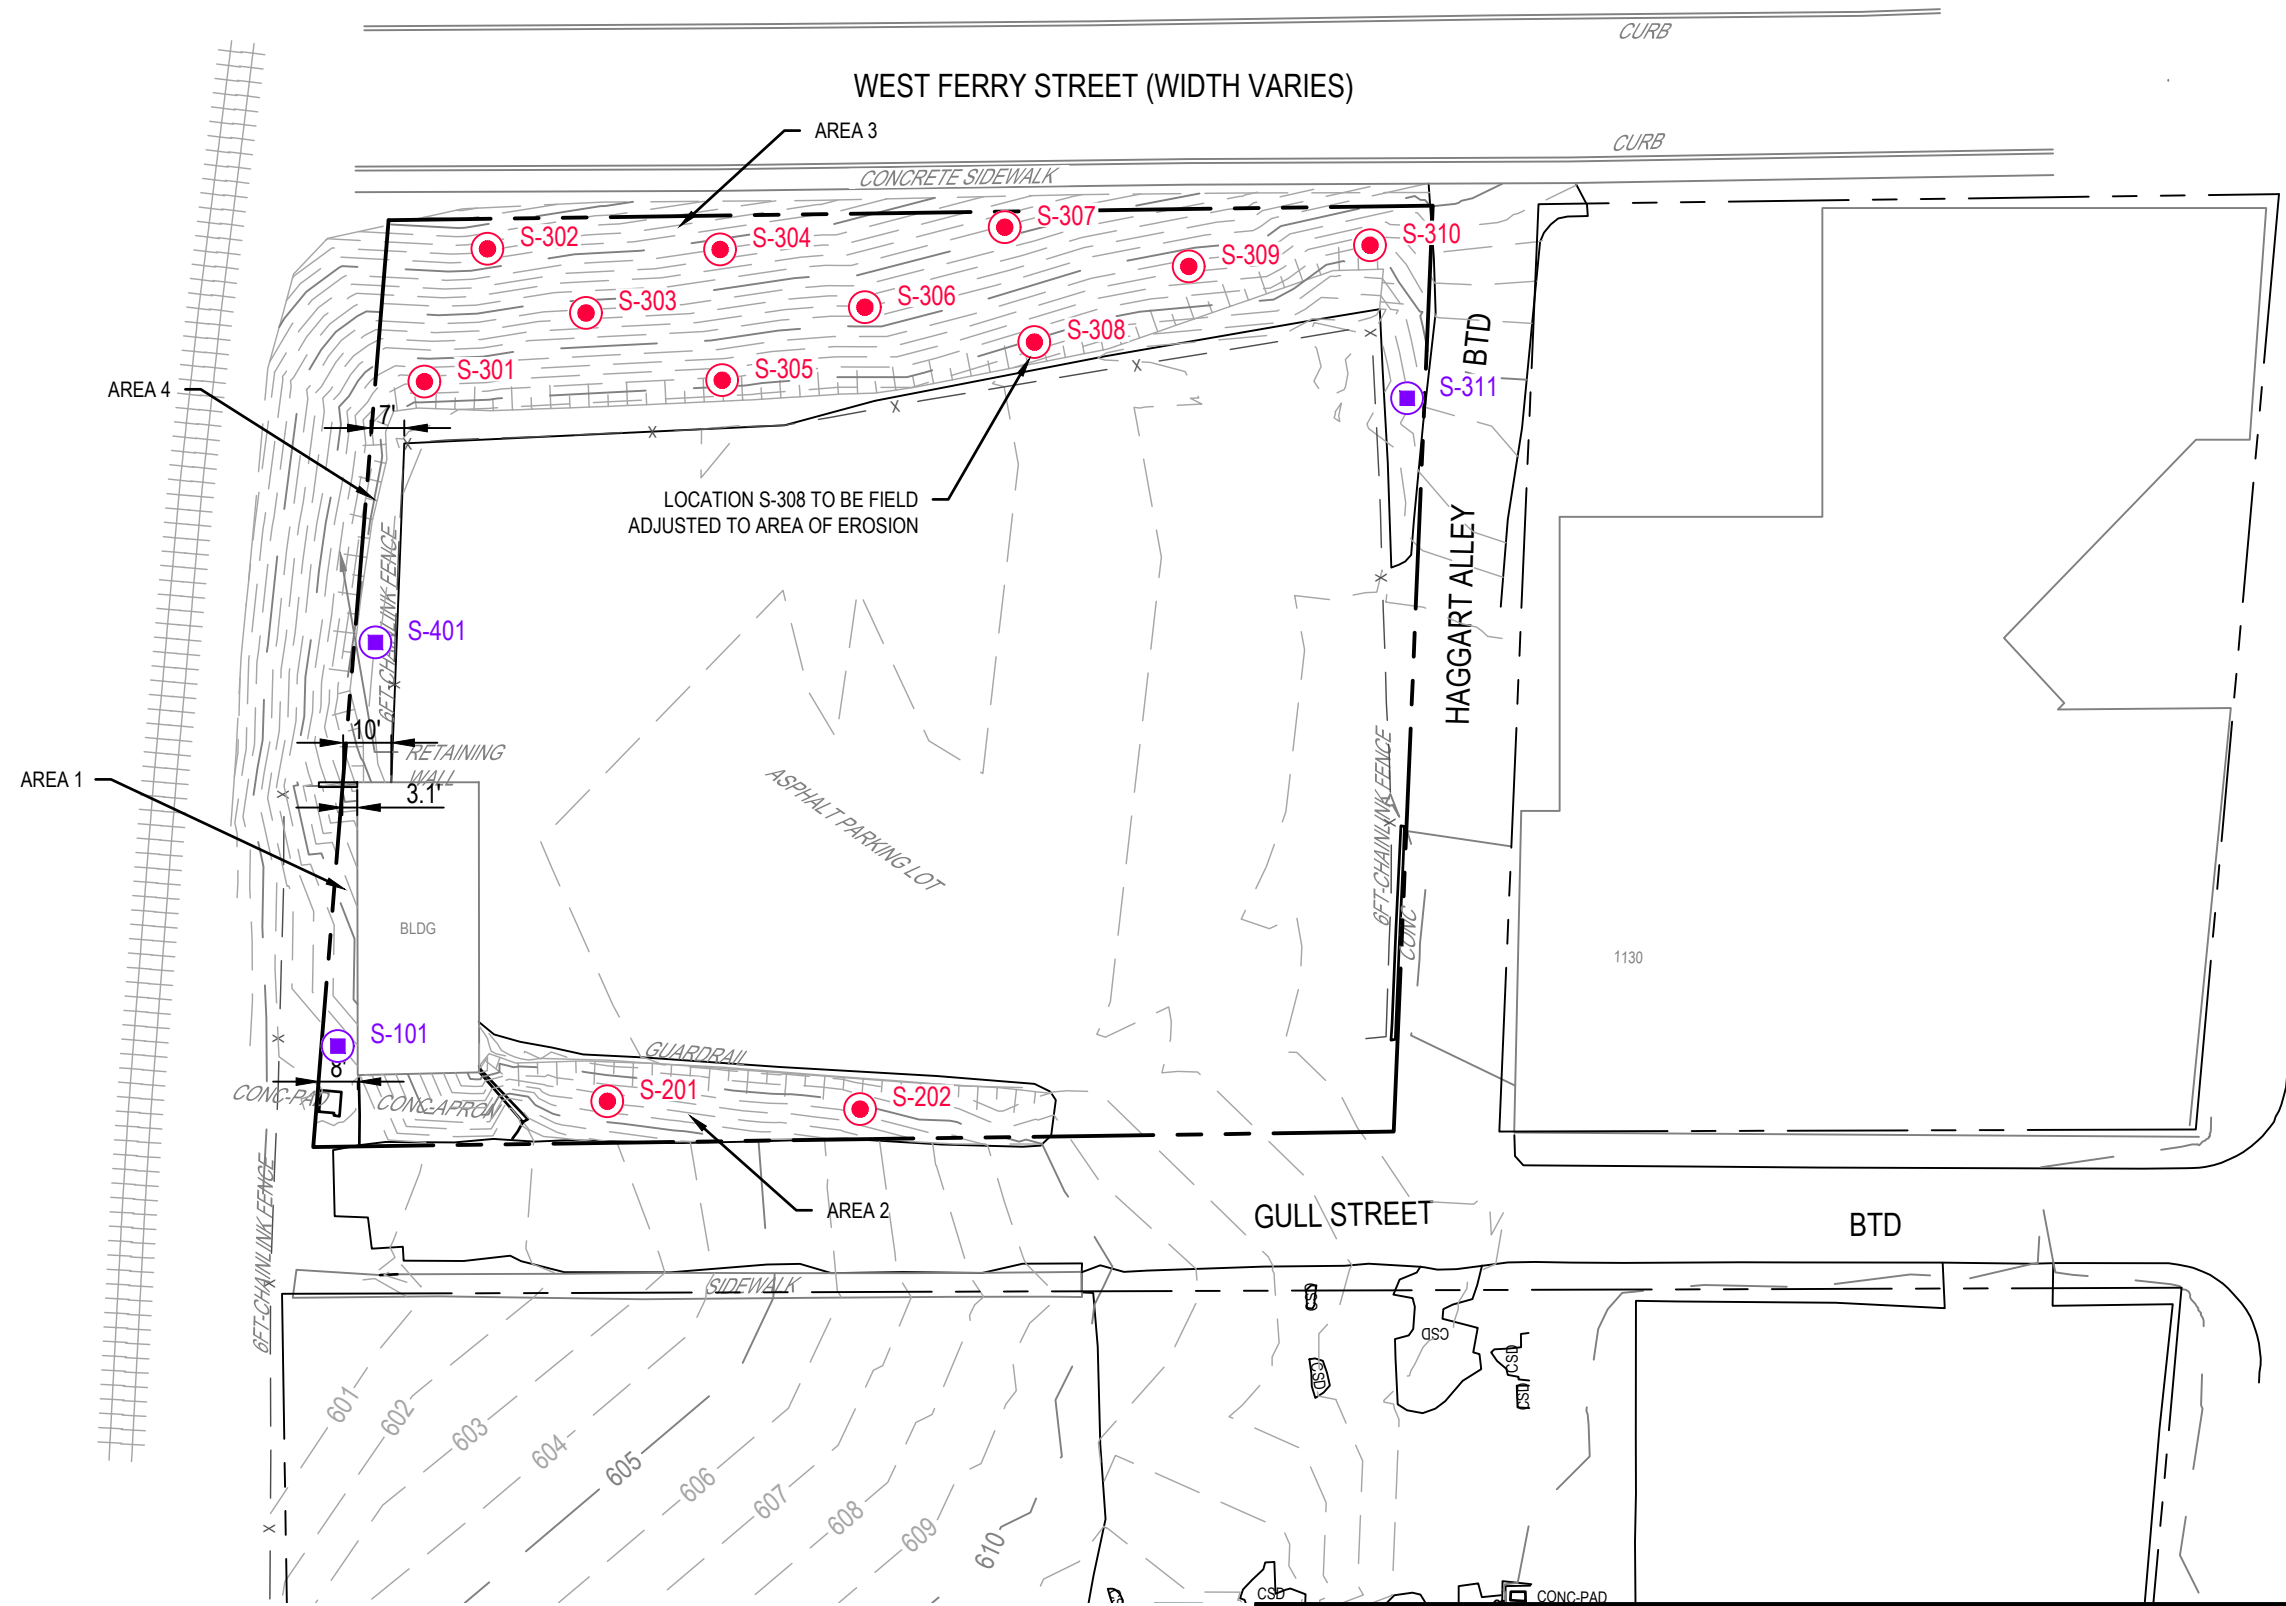 CURB
WEST FERRY STREET (WIDTH VARIES)
AREA 3
CURB
CONCRETE SIDEWALK
S-307
S-302
S-304
S-310
S-309
S-303
S-306
S-308
BTD
S-301
S-305
AREA 4
S-311
7'
LOCATION S-308 TO BE FIELD
ADJUSTED TO AREA OF EROSION
HAGGART ALLEY
6FT-CHAINLINK FENCE
S-401
10'
RETAINING
WALL
AREA 1
3.1'
ASPHALT PARKING LOT
6FT-CHAINLINK FENCE
BLDG
CONC
1130
S-101
GUARDRAIL
8'
CONC-PAD
CONC-APRON
S-201
S-202
AREA 2
GULL STREET
BTD
6FT-CHAINLINK FENCE
SIDEWALK
CSD
CSD
CSD
CSD
CSD
601
602
603
604
605
606
607
608
609
610
CSD
CONC-PAD